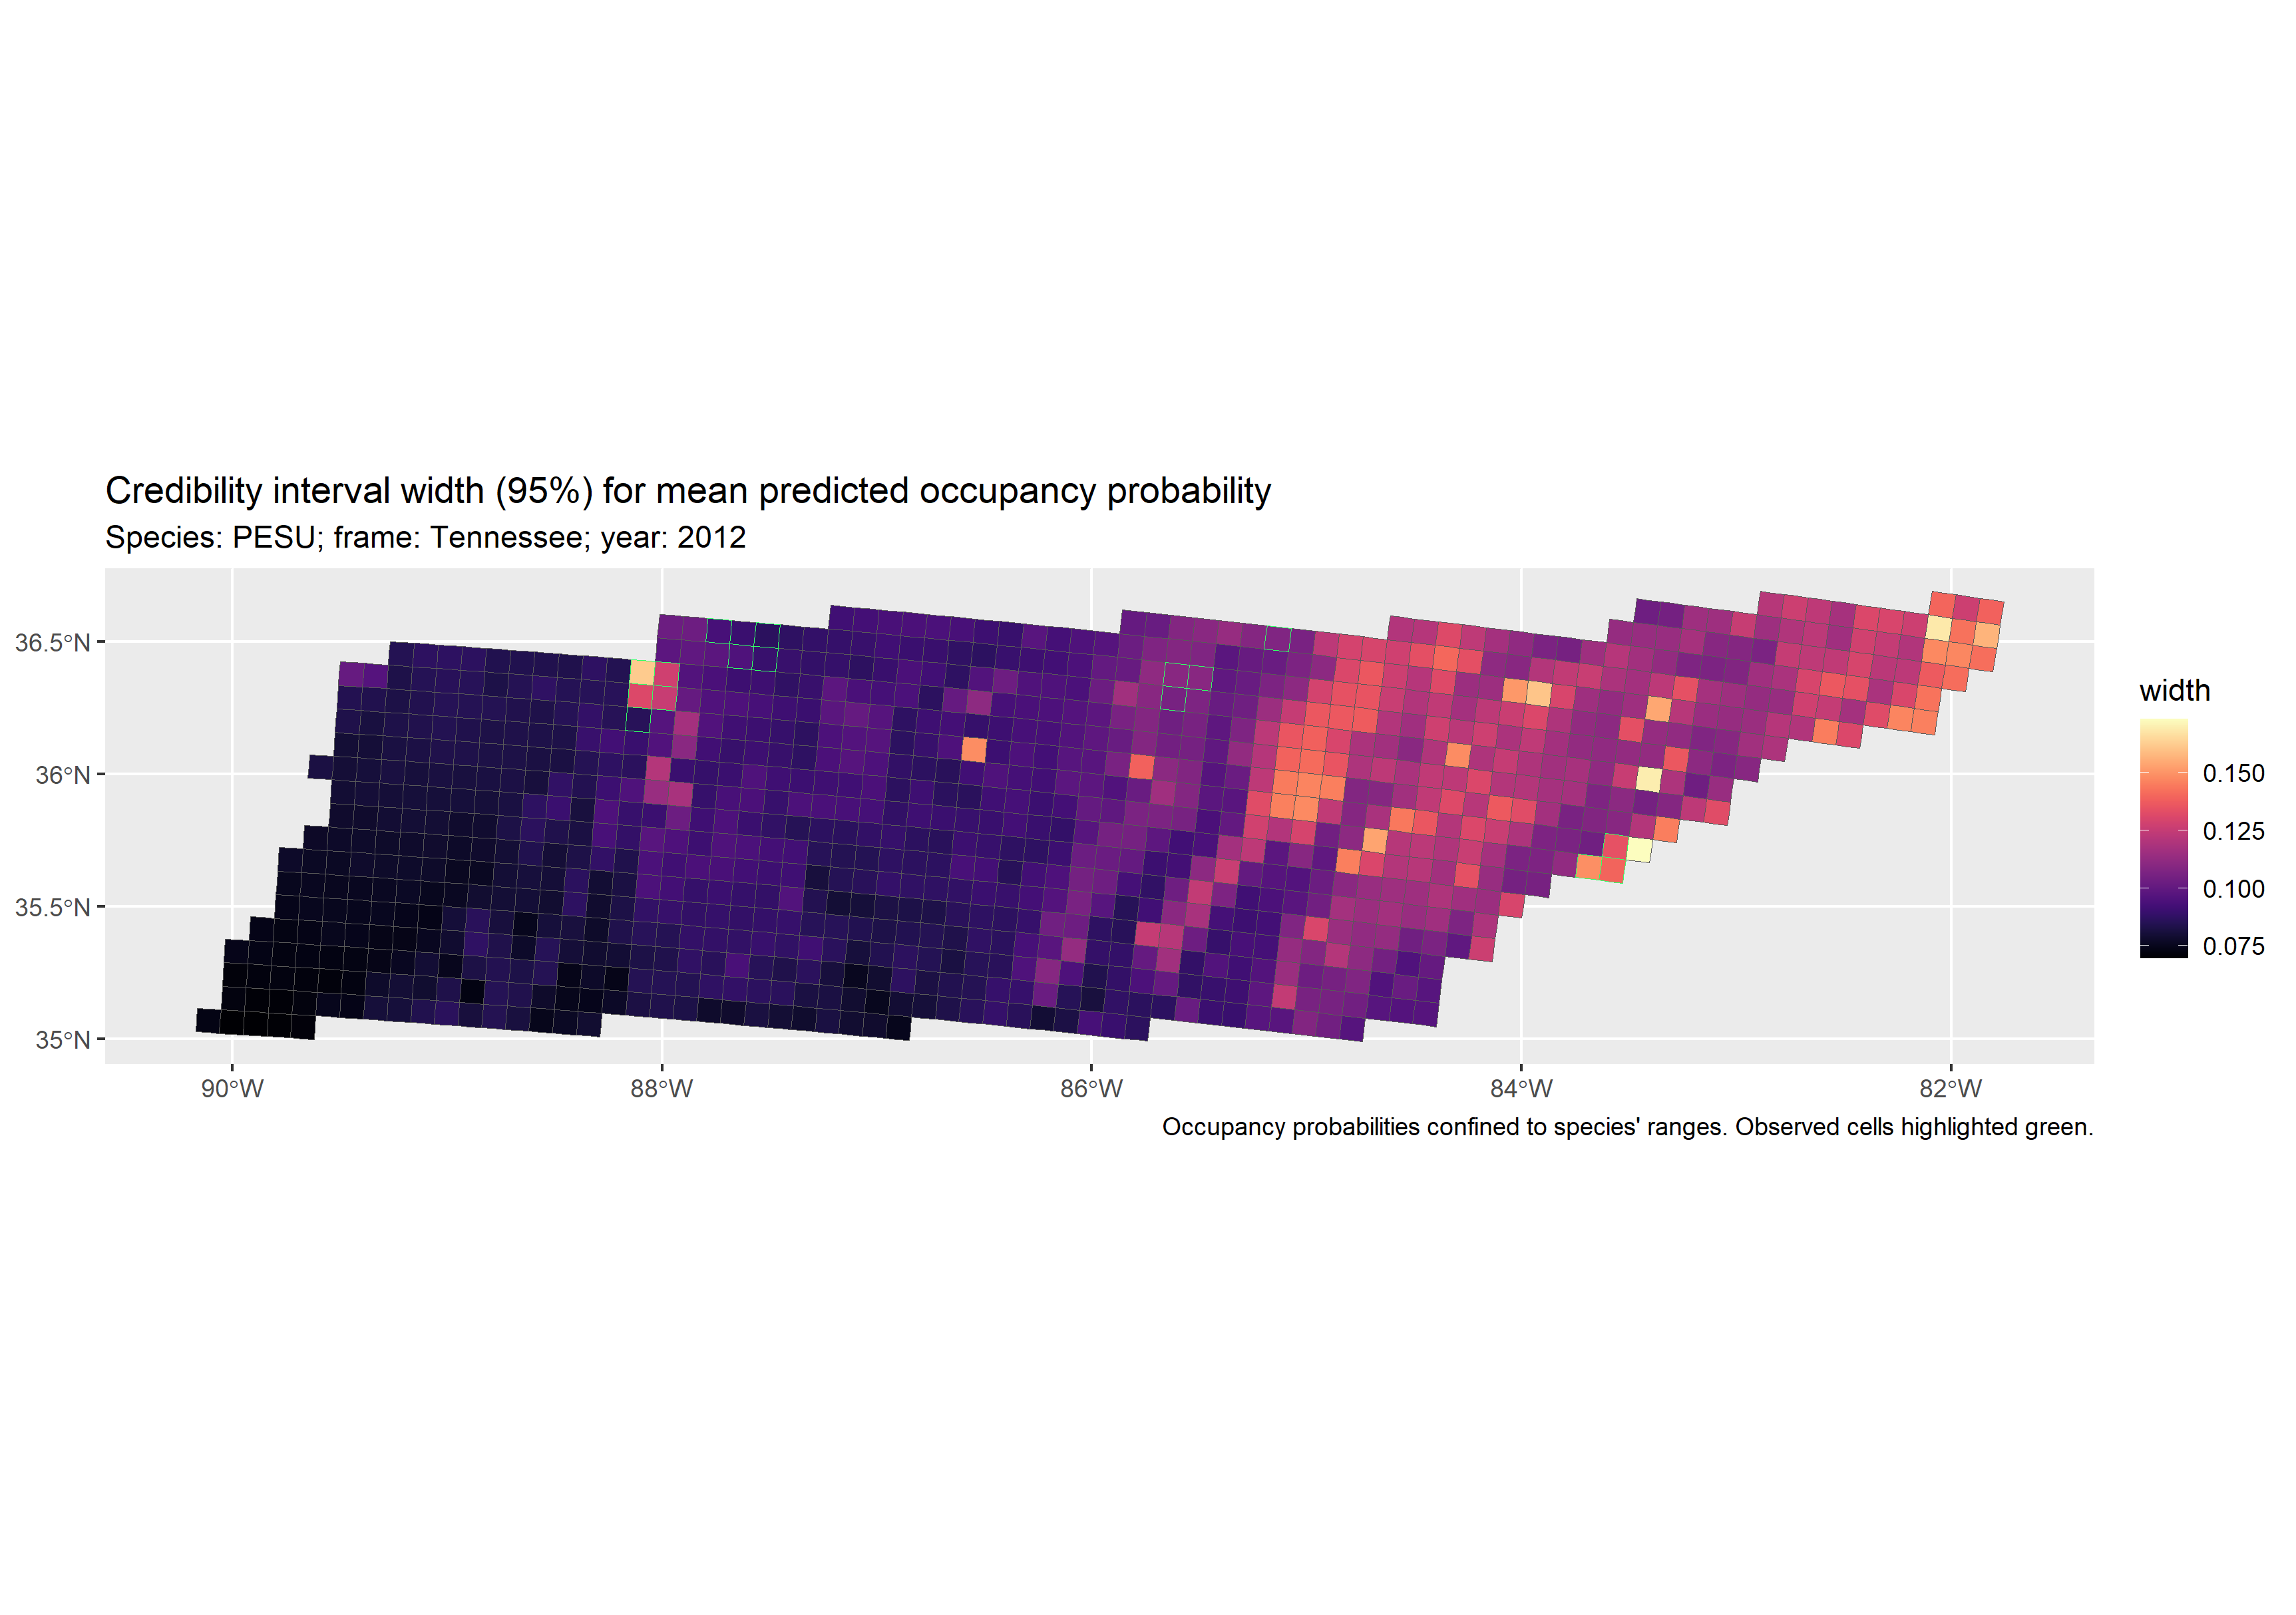 Credibility interval width (95%) for mean predicted occupancy probability
Species: PESU; frame: Tennessee; year: 2012
36.5°N
36°N
35.5°N
35°N
90°W
88°W
86°W
84°W
82°W
width
0.150
0.125
0.100
0.075
Occupancy probabilities confined to species' ranges. Observed cells highlighted green.